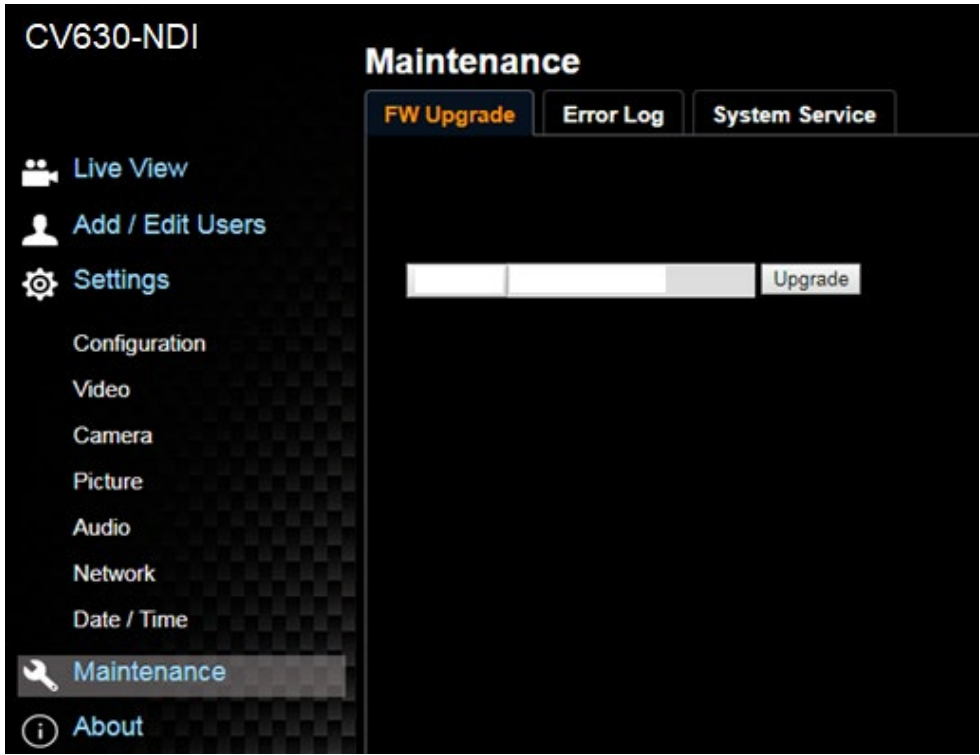 CV630-NDI
Maintenance
FW Upgrade Error Log System Service
Live View
Add / Edit Users
Settings
Upgrade
Configuration
Video
Camera
Picture
Audio
Network
Date / Time
Maintenance
About